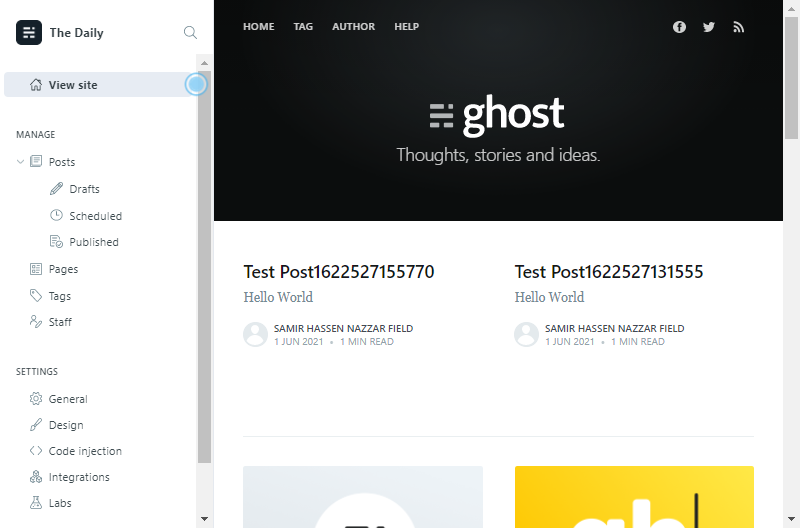 The Daily
View site
MANAGE
Posts
Drafts
Scheduled
Published
Pages
Tags
Staff
SETTINGS
General
Design
Code injection
Integrations
Labs
HOME TAG AUTHOR HELP
ghost
Thoughts, stories and ideas.
Test Post1622527155770
Hello World
SAMIR HASSEN NAZZAR FIELD
1 JUN 2021 • 1 MIN READ
Test Post1622527131555
Hello World
SAMIR HASSEN NAZZAR FIELD
1 JUN 2021 • 1 MIN READ